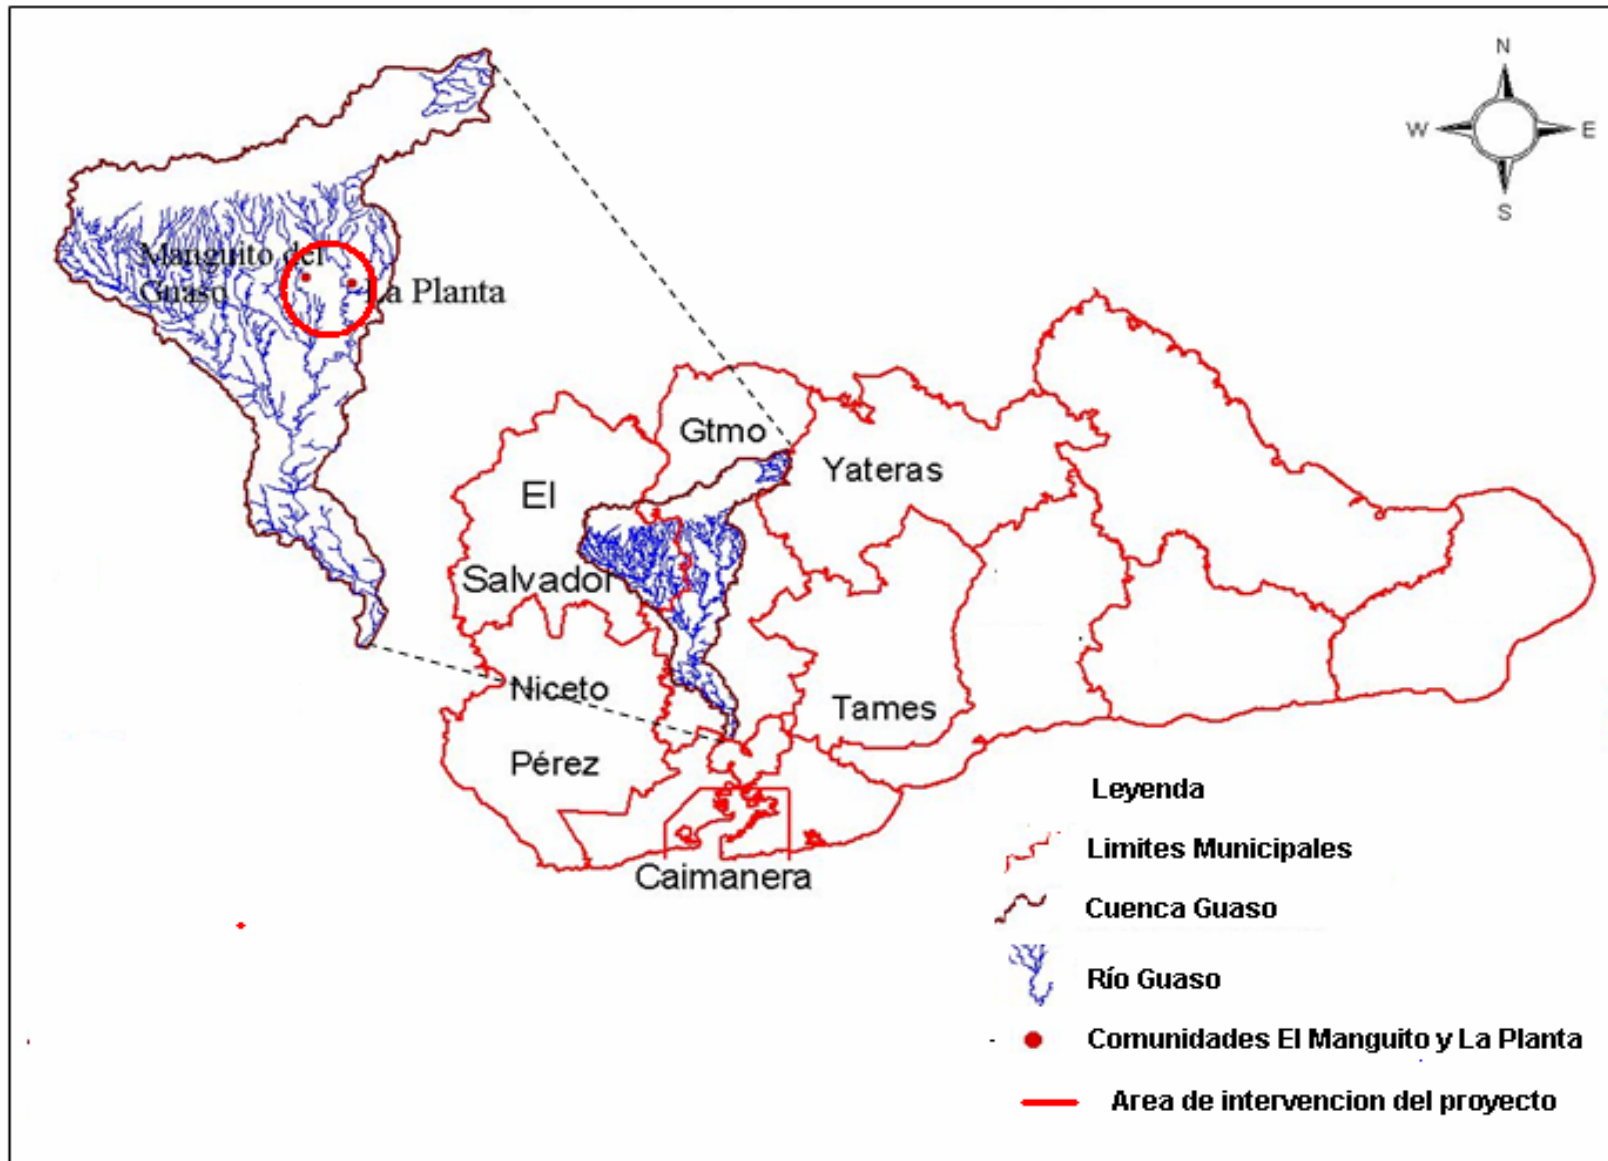 N
W E
S
Manguito del
Guaso
La Planta
Gtmo
Yateras
El
Salvador
Niceto
Pérez
Tames
Caimanera
Leyenda
Limites Municipales
Cuenca Guaso
Río Guaso
Comunidades El Manguito y La Planta
Area de intervencion del proyecto